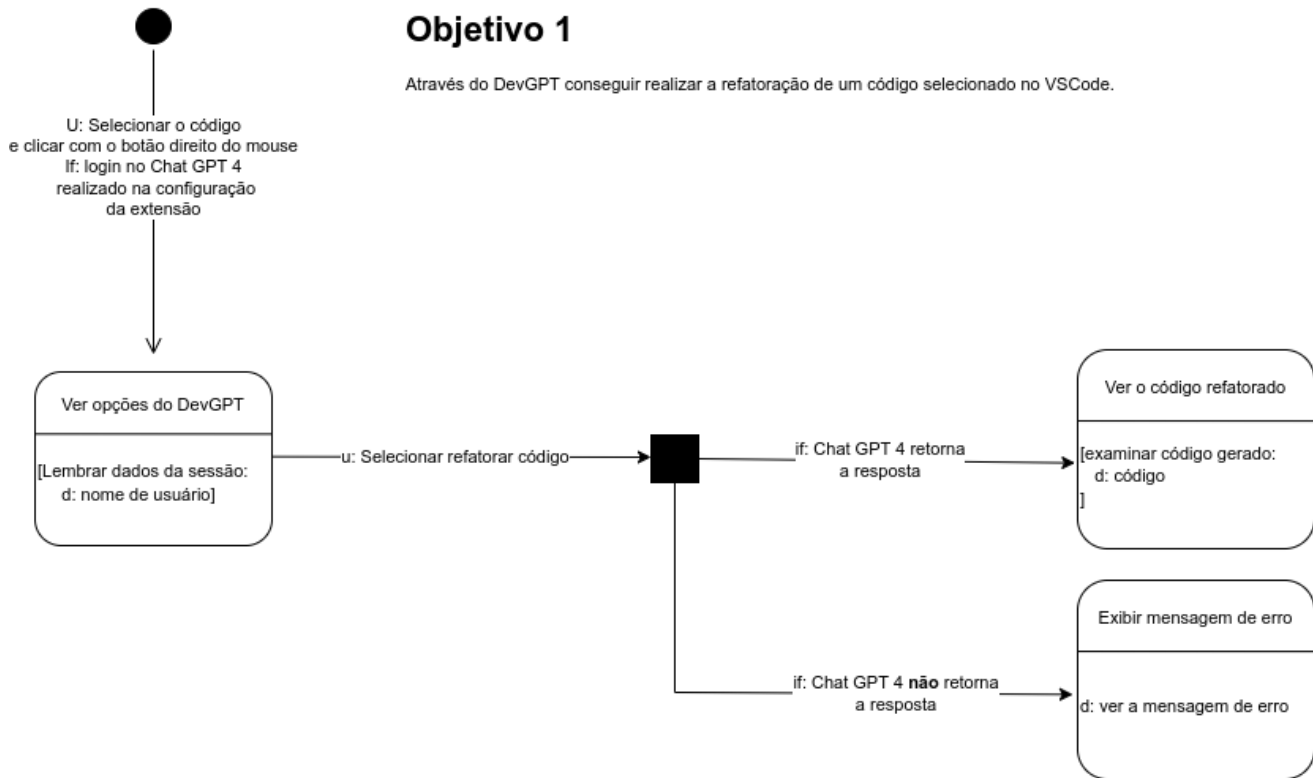 Objetivo 1
Através do DevGPT conseguir realizar a refatoração de um código selecionado no VSCode.
U: Selecionar o código
e clicar com o botão direito do mouse
If: login no Chat GPT 4
realizado na configuração
da extensão
Ver opções do DevGPT
[Lembrar dados da sessão:
d: nome de usuário]
u: Selecionar refatorar código
if: Chat GPT 4 retorna
a resposta
Ver o código refatorado
[examinar código gerado:
d: código
]
if: Chat GPT 4 não retorna
a resposta
Exibir mensagem de erro
d: ver a mensagem de erro